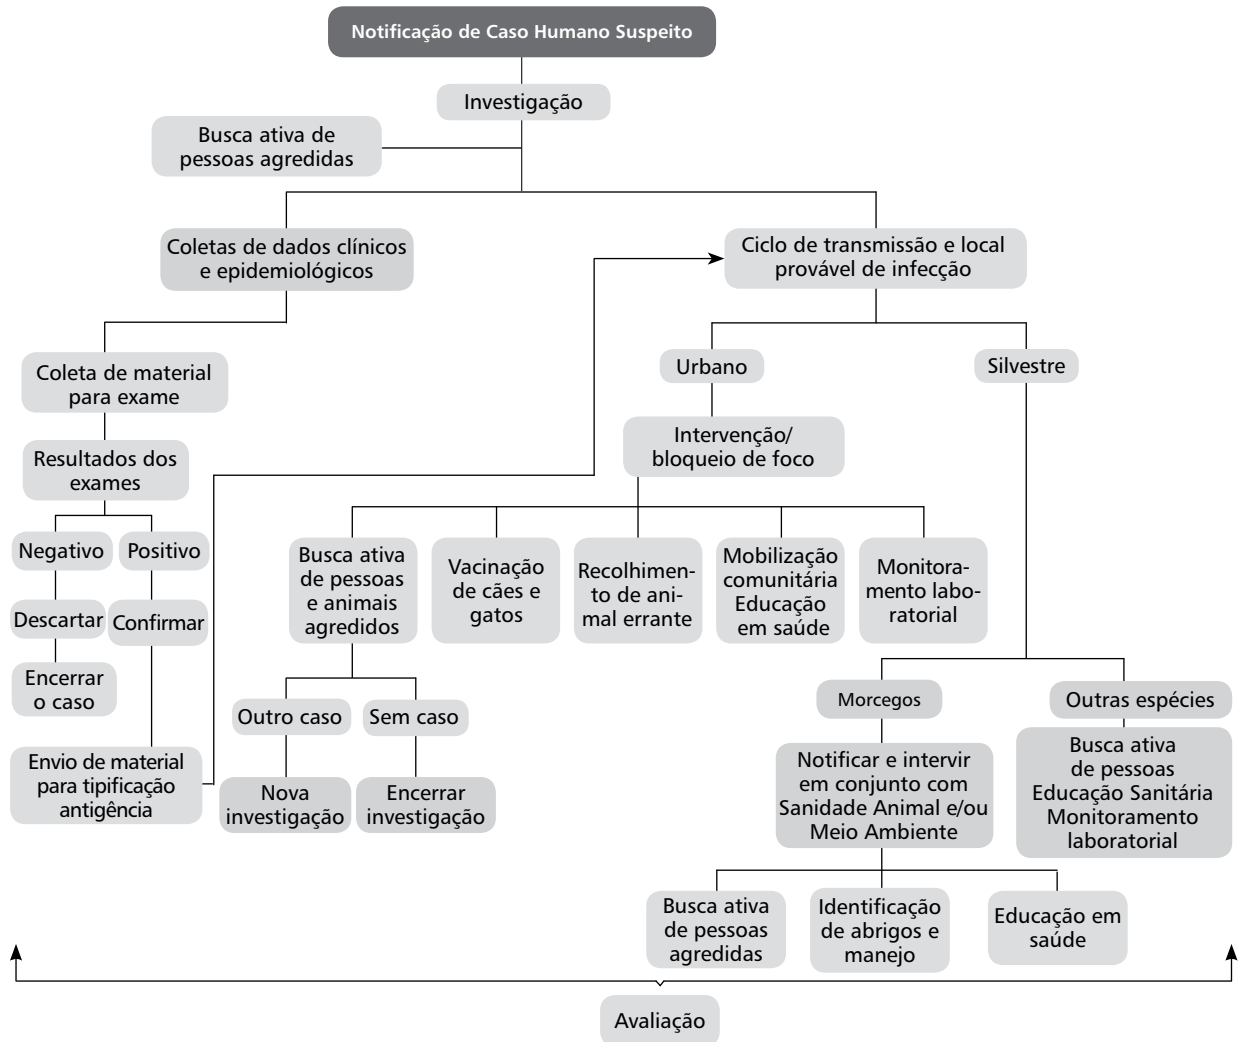 Notificação de Caso Humano Suspeito
Investigação
Busca ativa de
pessoas agredidas
Coletas de dados clínicos
e epidemiológicos
Ciclo de transmissão e local
provável de infecção
Coleta de material
para exame
Urbano
Silvestre
Resultados dos
exames
Intervenção/
bloqueio de foco
Negativo
Positivo
Descartar
Confirmar
Encerrar
o caso
Envio de material
para tipificação
antigência
Busca ativa
de pessoas
e animais
agredidos
Vacinação
de cães e
gatos
Recolhimen-
to de ani-
mal errante
Mobilização
comunitária
Educação
em saúde
Monitora-
mento labo-
ratorial
Outro caso
Sem caso
Nova
investigação
Encerrar
investigação
Morcegos
Outras espécies
Notificar e intervir
em conjunto com
Sanidade Animal e/ou
Meio Ambiente
Busca ativa
de pessoas
Educação Sanitária
Monitoramento
laboratorial
Busca ativa
de pessoas
agredidas
Identificação
de abrigos e
manejo
Educação em
saúde
Avaliação